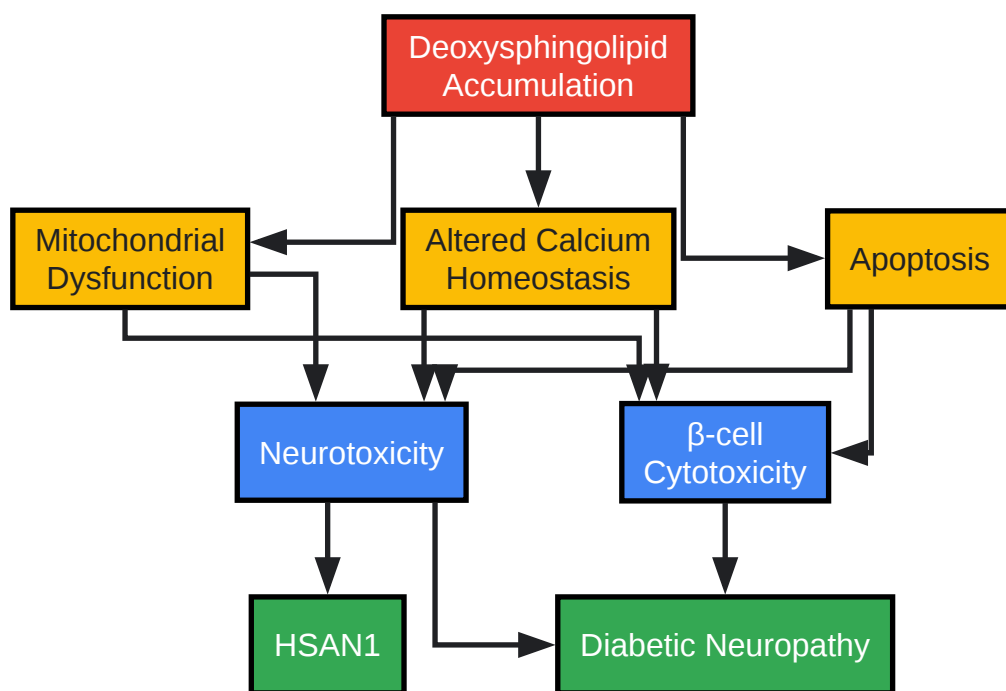 Deoxysphingolipid
Accumulation
Mitochondrial
Dysfunction
Altered Calcium
Homeostasis
Apoptosis
Neurotoxicity
β-cell
Cytotoxicity
HSAN1
Diabetic Neuropathy